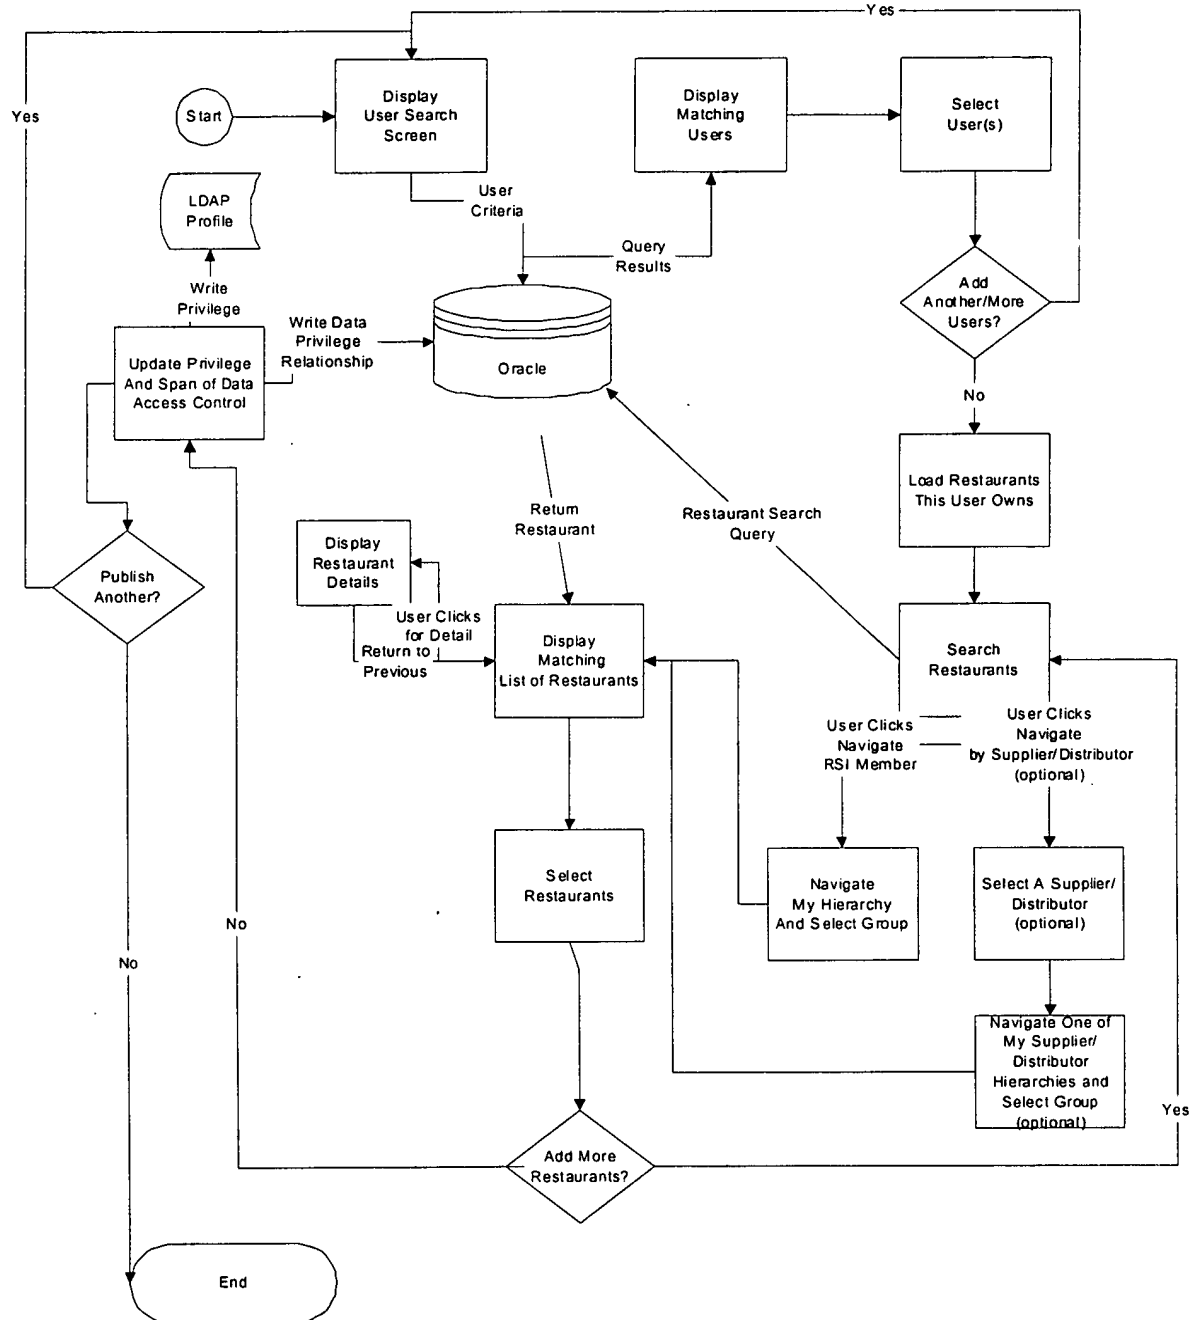 Yes
Yes
Start
Display
User Search
Screen
Display
Matching
Users
Select
User(s)
LDAP
Profile
User
Criteria
Query
Results
Write
Privilege
Add
Another/More
Users?
Write Data
Privilege
Relationship
Oracle
Update Privilege
And Span of Data
Access Control
No
Load Restaurants
This User Owns
Return
Restaurant
Restaurant Search
Query
Display
Restaurant
Details
Publish
Another?
User Clicks
for Detail
Return to
Previous
Display
Matching
List of Restaurants
Search
Restaurants
User Clicks
Navigate
RSI Member
User Clicks
Navigate
by Supplier/Distributor
(optional)
Select
Restaurants
Navigate
My Hierarchy
And Select Group
Select A Supplier/
Distributor
(optional)
No
No
Navigate One of
My Supplier/
Distributor
Hierarchies and
Select Group
(optional)
Yes
Add More
Restaurants?
End